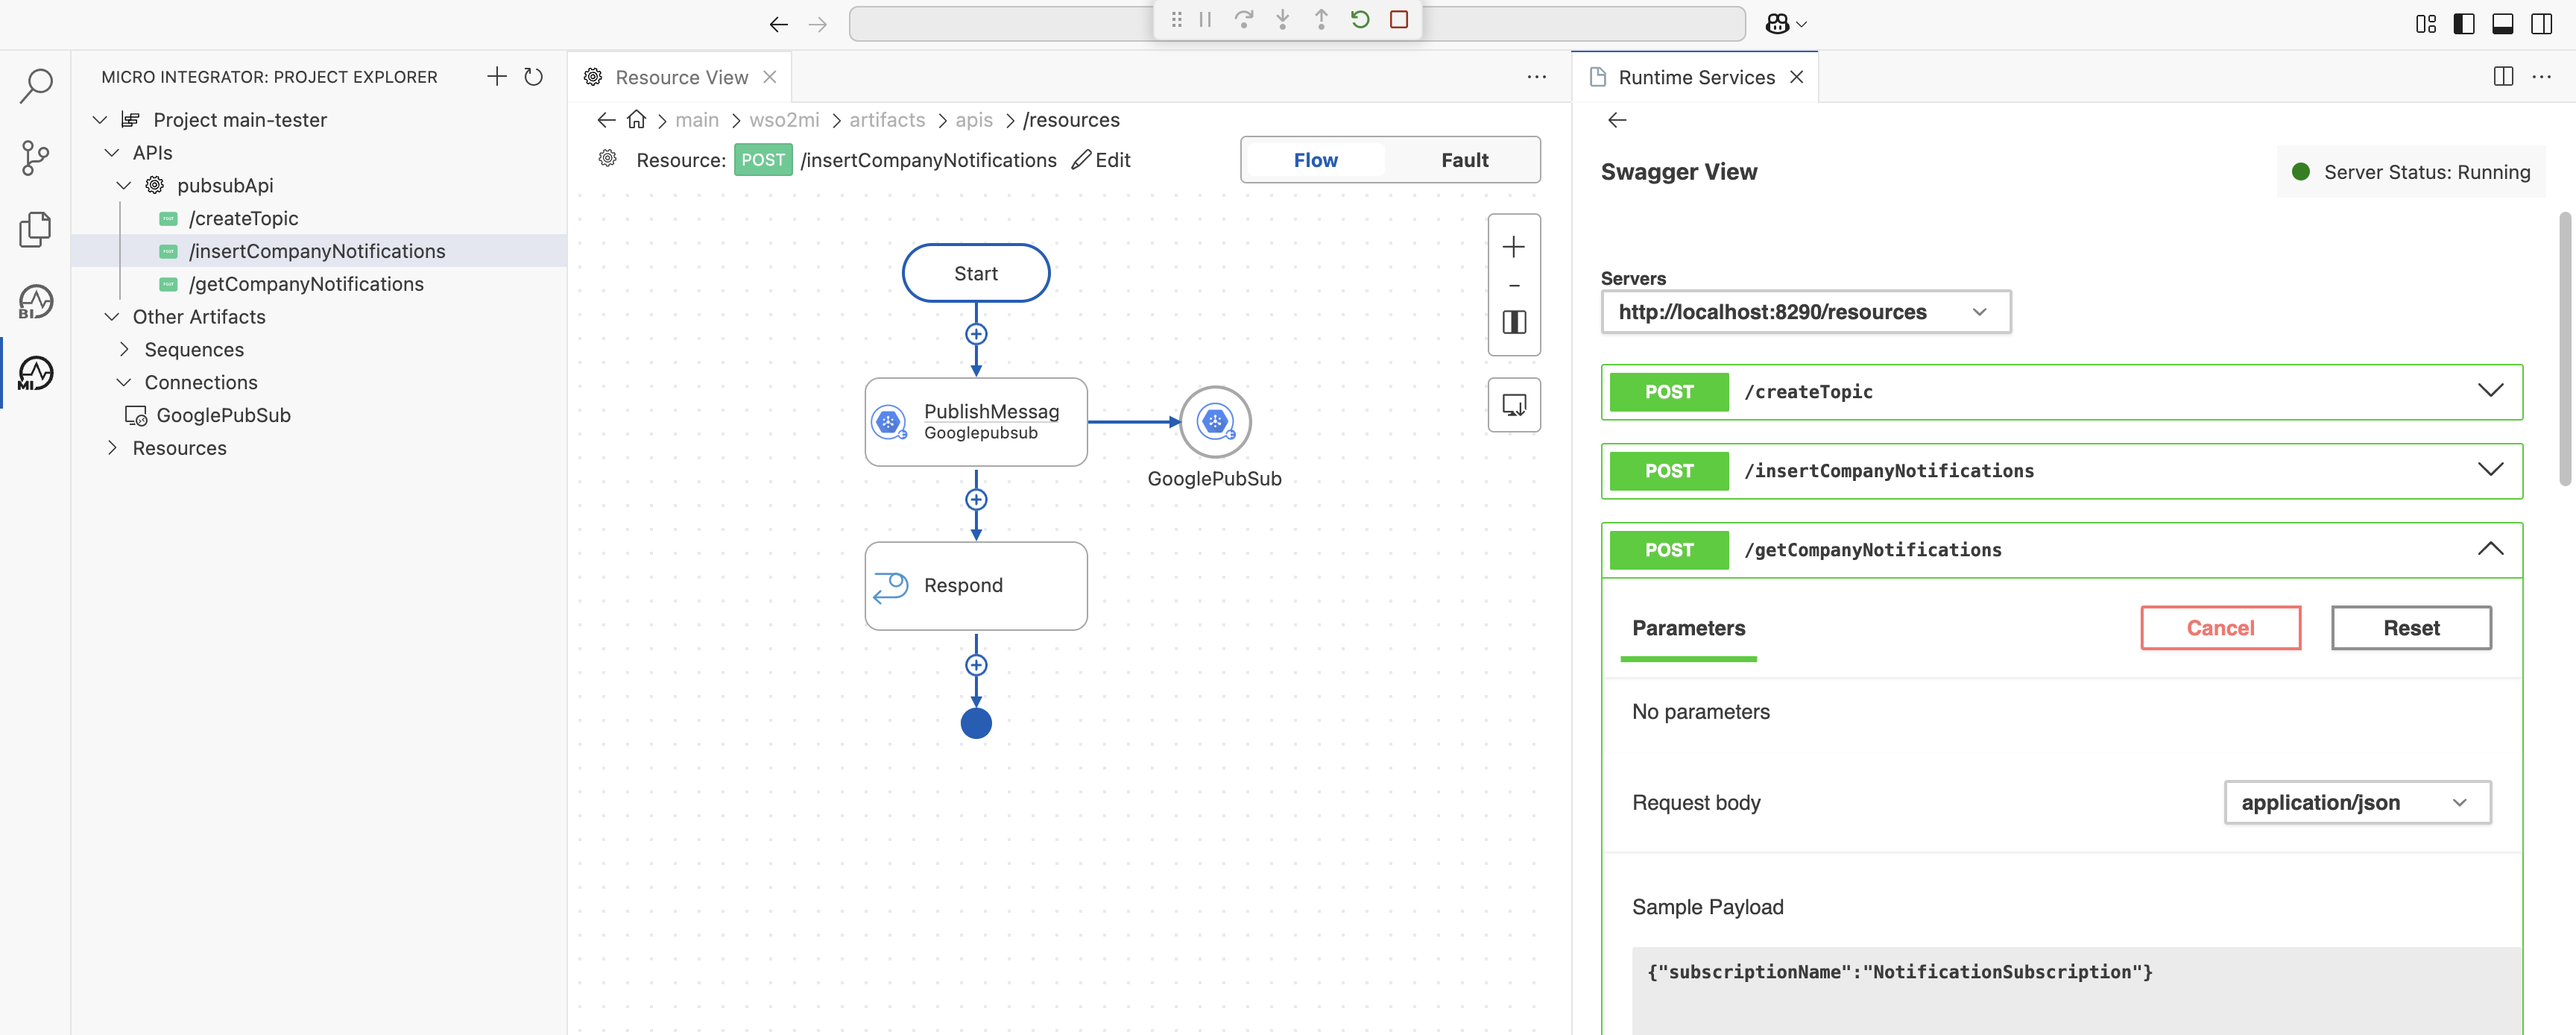 MICRO INTEGRATOR: PROJECT EXPLORER
Project main-tester
APIs
pubsubApi
/createTopic
/insertCompanyNotifications
/getCompanyNotifications
Other Artifacts
Sequences
Connections
GooglePubSub
Resources
BI
MI
Resource View
main > wso2mi > artifacts > apis > /resources
Resource: POST /insertCompanyNotifications Edit
Flow Fault
Start
PublishMessag
Googlepubsub
GooglePubSub
Respond
Runtime Services
Swagger View
Server Status: Running
Servers
http://localhost:8290/resources
POST /createTopic
POST /insertCompanyNotifications
POST /getCompanyNotifications
Parameters
Cancel Reset
No parameters
Request body
application/json
Sample Payload
{"subscriptionName":"NotificationSubscription"}